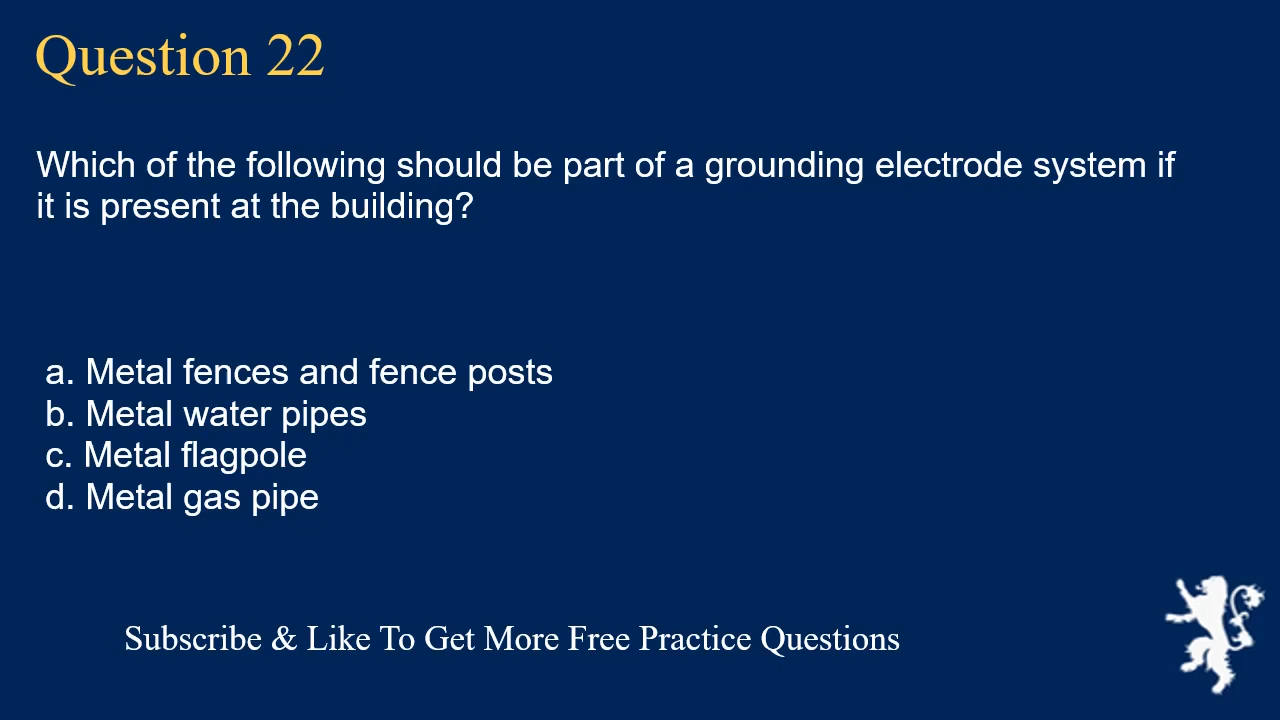 Question 22
Which of the following should be part of a grounding electrode system if
it is present at the building?
a. Metal fences and fence posts
b. Metal water pipes
c. Metal flagpole
d. Metal gas pipe
Subscribe & Like To Get More Free Practice Questions